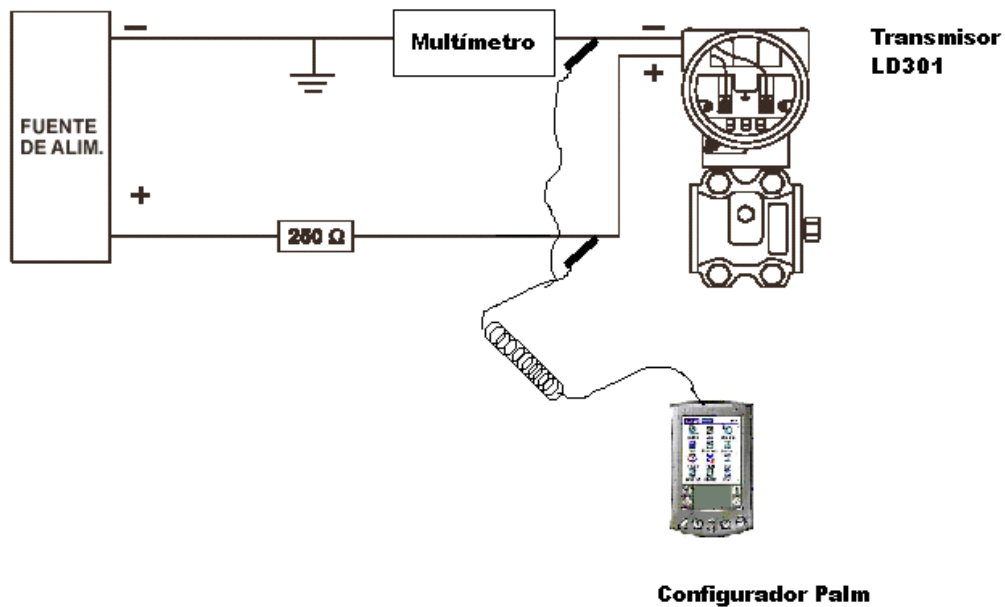 −
Multímetro
−
+
Transmisor
LD301
FUENTE
DE ALIM.
+
250 Ω
Configurador Palm